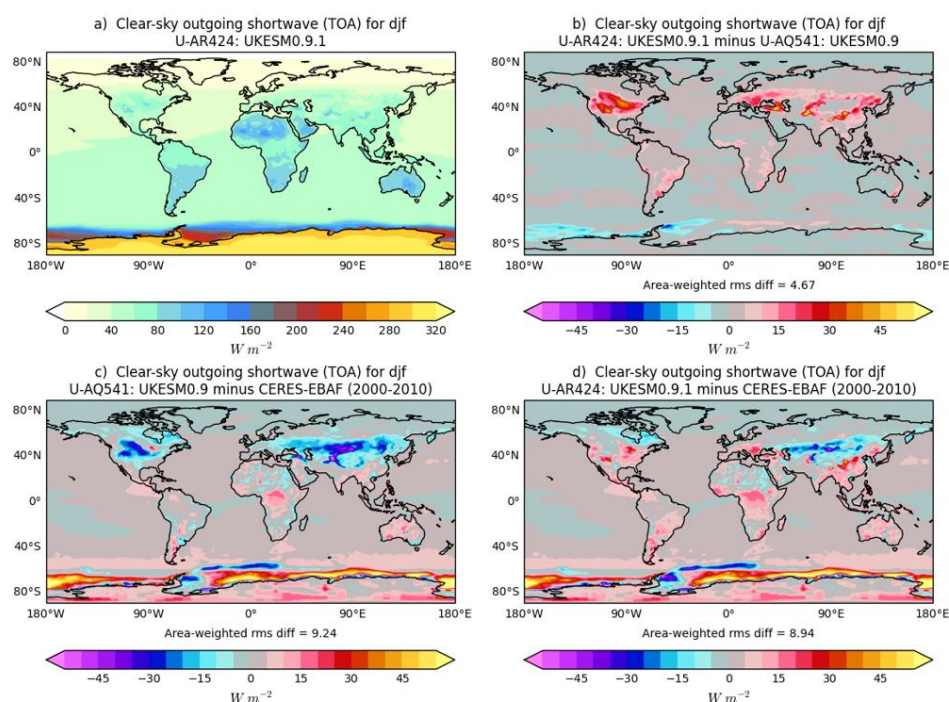 a) Clear-sky outgoing shortwave (TOA) for djf
U-AR424: UKESM0.9.1
80°N
40°N
0°
40°S
80°S
180°W 90°W 0° 90°E 180°E
0 40 80 120 160 200 240 280 320
W m−2
b) Clear-sky outgoing shortwave (TOA) for djf
U-AR424: UKESM0.9.1 minus U-AQ541: UKESM0.9
80°N
40°N
0°
40°S
80°S
180°W 90°W 0° 90°E 180°E
Area-weighted rms diff = 4.67
−45 −30 −15 0 15 30 45
W m−2
c) Clear-sky outgoing shortwave (TOA) for djf
U-AQ541: UKESM0.9 minus CERES-EBAF (2000-2010)
80°N
40°N
0°
40°S
80°S
180°W 90°W 0° 90°E 180°E
Area-weighted rms diff = 9.24
−45 −30 −15 0 15 30 45
W m−2
d) Clear-sky outgoing shortwave (TOA) for djf
U-AR424: UKESM0.9.1 minus CERES-EBAF (2000-2010)
80°N
40°N
0°
40°S
80°S
180°W 90°W 0° 90°E 180°E
Area-weighted rms diff = 8.94
−45 −30 −15 0 15 30 45
W m−2